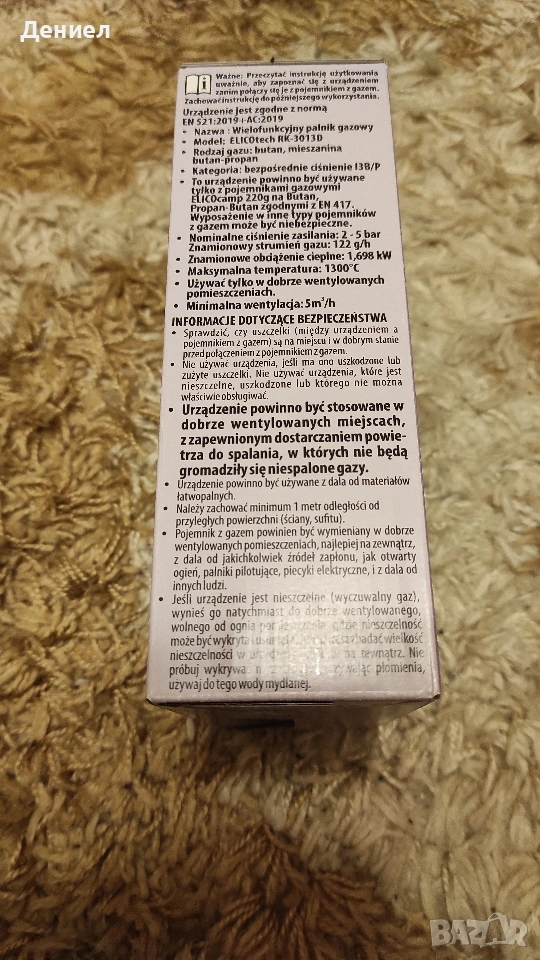 Дениел
Ważne: Przeczytać instrukcję użytkowania
uważnie, aby zapoznać się z urządzeniem
zanim połączy się je z pojemnikiem z gazem.
Zachować instrukcję do późniejszego wykorzystania.
Urządzenie jest zgodne z normą
EN 521:2019+AC:2019
• Nazwa : Wielofunkcyjny palnik gazowy
• Model: ELICOtech RK-3013D
• Rodzaj gazu: butan, mieszanina
butan-propan
• Kategoria: bezpośrednie ciśnienie I3B/P
• To urządzenie powinno być używane
tylko z pojemnikami gazowymi
ELICOcamp 220g na Butan,
Propan-Butan zgodnymi z EN 417.
Wyposażenie w inne typy pojemników
z gazem może być niebezpieczne.
• Nominalne ciśnienie zasilania: 2 - 5 bar
Znamionowy strumień gazu: 122 g/h
• Znamionowe obciążenie cieplne: 1,698 kW
• Maksymalna temperatura: 1300°C
• Używać tylko w dobrze wentylowanych
pomieszczeniach.
• Minimalna wentylacja: 5m³/h
INFORMACJE DOTYCZĄCE BEZPIECZEŃSTWA
• Sprawdzić, czy uszczelki (między urządzeniem a
pojemnikiem z gazem) są na miejscu i w dobrym stanie
przed połączeniem z pojemnikiem z gazem.
• Nie używać urządzenia, jeśli ma ono uszkodzone lub
zużyte uszczelki. Nie używać urządzenia, które jest
nieszczelne, uszkodzone lub którego nie można
właściwie obsługiwać.
• Urządzenie powinno być stosowane w
dobrze wentylowanych miejscach,
z zapewnionym dostarczaniem powie-
trza do spalania, w których nie będą
gromadziły się niespalone gazy.
• Urządzenie powinno być używane z dala od materiałów
łatwopalnych.
• Należy zachować minimum 1 metr odległości od
przyległych powierzchni (ściany, sufitu).
• Pojemnik z gazem powinien być wymieniany w dobrze
wentylowanych pomieszczeniach, najlepiej na zewnątrz,
z dala od jakichkolwiek źródeł zapłonu, jak otwarty
ogień, palniki pilotujące, piecyki elektryczne, i z dala od
innych ludzi.
• Jeśli urządzenie jest nieszczelne (wyczuwalny gaz),
wynieś go natychmiast do dobrze wentylowanego,
wolnego od ognia pomieszczenia, gdzie nieszczelność
może być wykryta i zbadać wielkość
nieszczelności w na zewnątrz. Nie
próbuj wykrywać używając płomienia,
używaj do tego wody mydlanej.
BAZAR